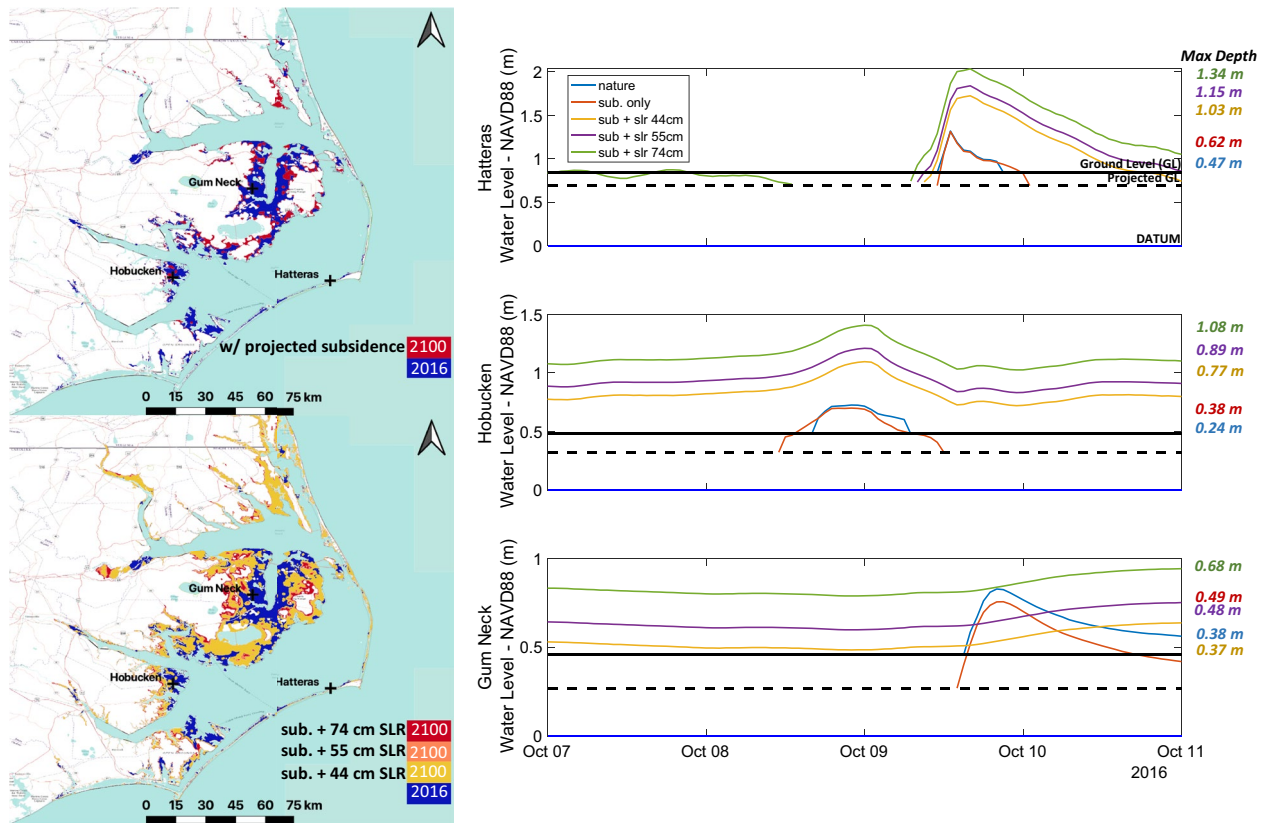 Gum Neck
Hobucken
Hatteras
w/ projected subsidence 2100
2016
0 15 30 45 60 75 km
Gum Neck
Hobucken
Hatteras
sub. + 74 cm SLR 2100
sub. + 55 cm SLR 2100
sub. + 44 cm SLR 2100
2016
0 15 30 45 60 75 km
Max Depth
Hatteras
Water Level - NAVD88 (m)
2
1.5
1
0.5
0
nature
sub. only
sub + slr 44cm
sub + slr 55cm
sub + slr 74cm
Ground Level (GL)
Projected GL
DATUM
1.34 m
1.15 m
1.03 m
0.62 m
0.47 m
Hobucken
Water Level - NAVD88 (m)
1.5
1
0.5
0
1.08 m
0.89 m
0.77 m
0.38 m
0.24 m
Gum Neck
Water Level - NAVD88 (m)
1
0.5
0
0.68 m
0.49 m
0.48 m
0.38 m
0.37 m
Oct 07 Oct 08 Oct 09 Oct 10 Oct 11
2016